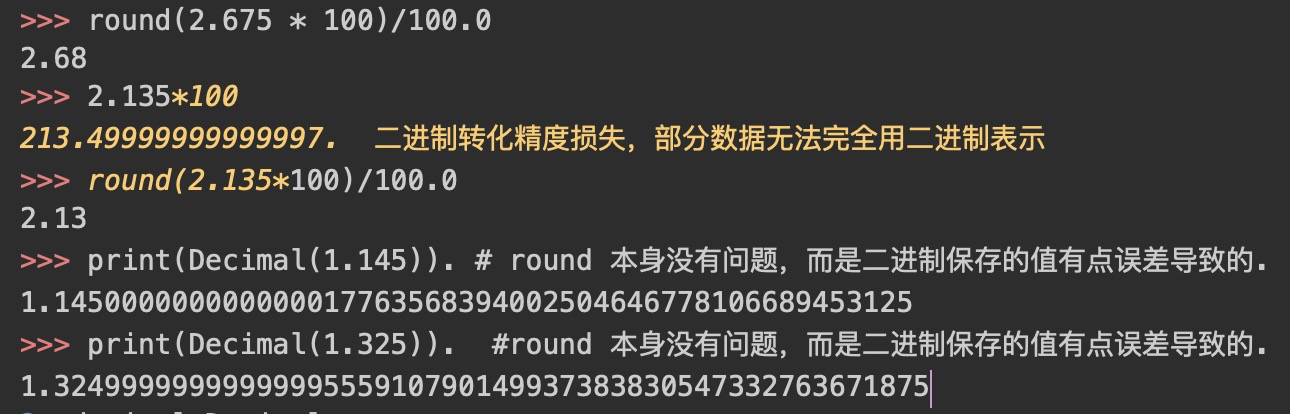 >>> round(2.675 * 100)/100.0
2.68
>>> 2.135*100
213.49999999999997.  二进制转化精度损失，部分数据无法完全用二进制表示
>>> round(2.135*100)/100.0
2.13
>>> print(Decimal(1.145)). # round 本身没有问题，而是二进制保存的值有点误差导致的.
1.145000000000000017763568394002504646778106689453125
>>> print(Decimal(1.325)).  #round 本身没有问题，而是二进制保存的值有点误差导致的.
1.3249999999999999555910790149937383830547332763671875